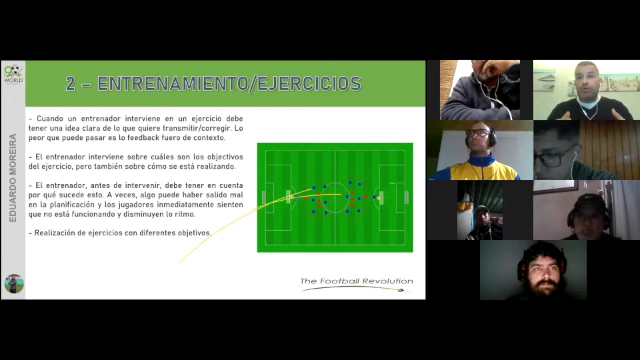 WORLD
2 – ENTRENAMIENTO/EJERCICIOS
EDUARDO MOREIRA
- Cuando un entrenador interviene en un ejercicio debe
tener una idea clara de lo que quiere transmitir/corregir. Lo
peor que puede pasar es lo feedback fuera de contexto.
- El entrenador interviene sobre cuáles son los objectivos
del ejercicio, pero también sobre cómo se está realizando.
- El entrenador, antes de intervenir, debe tener en cuenta
por qué sucede esto. A veces, algo puede haber salido mal
en la planificación y los jugadores inmediatamente sienten
que no está funcionando y disminuyen lo ritmo.
- Realización de ejercicios con diferentes objetivos.
The Football Revolution